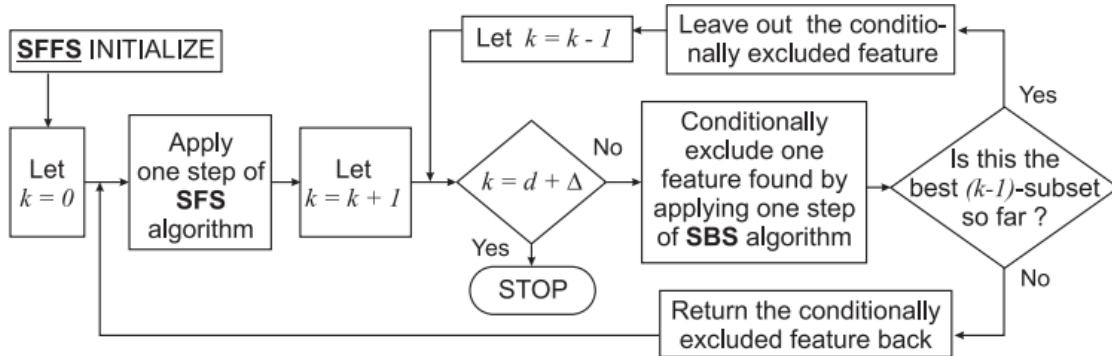 SFFS INITIALIZE
Let
k = 0
Apply
one step of
SFS
algorithm
Let
k = k + 1
Let k = k - 1
Leave out the conditio-
nally excluded feature
k = d + Δ
No
Yes
STOP
Conditionally
exclude one
feature found by
applying one step
of SBS algorithm
Yes
Is this the
best (k-1)-subset
so far ?
No
Return the conditionally
excluded feature back